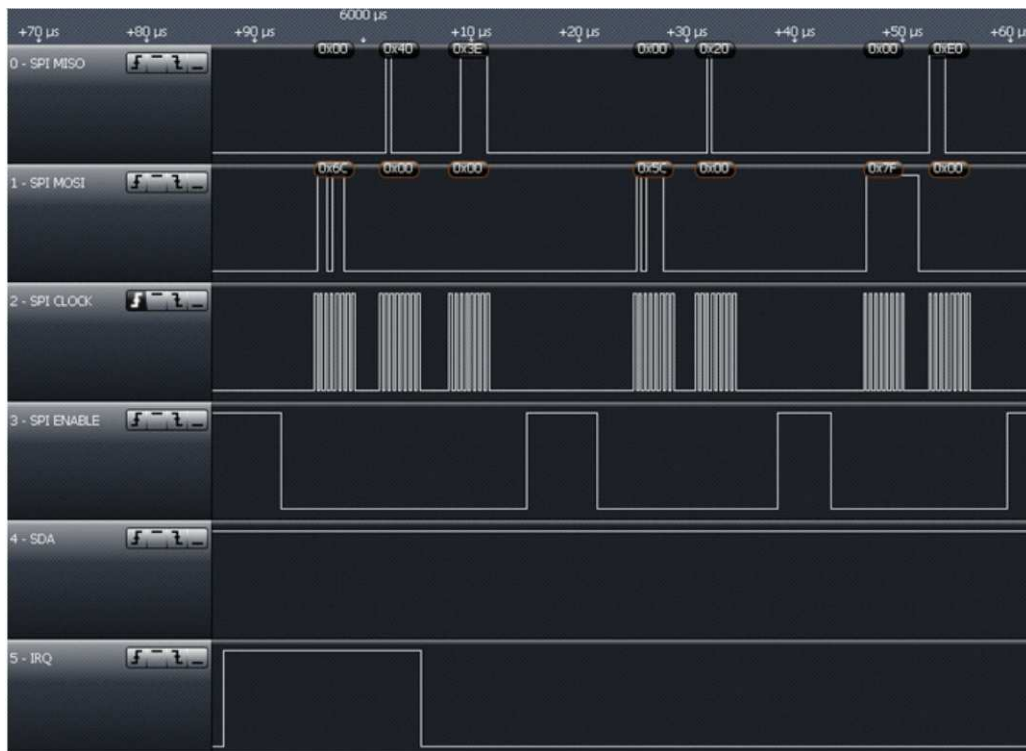 6000 µs
+70 µs +80 µs +90 µs +10 µs +20 µs +30 µs +40 µs +50 µs +60 µs
0x00 0x40 0x3E 0x00 0x20 0x00 0xE0
0 - SPI MISO
0x6C 0x00 0x00 0x5C 0x00 0x7F 0x00
1 - SPI MOSI
2 - SPI CLOCK
3 - SPI ENABLE
4 - SDA
5 - IRQ